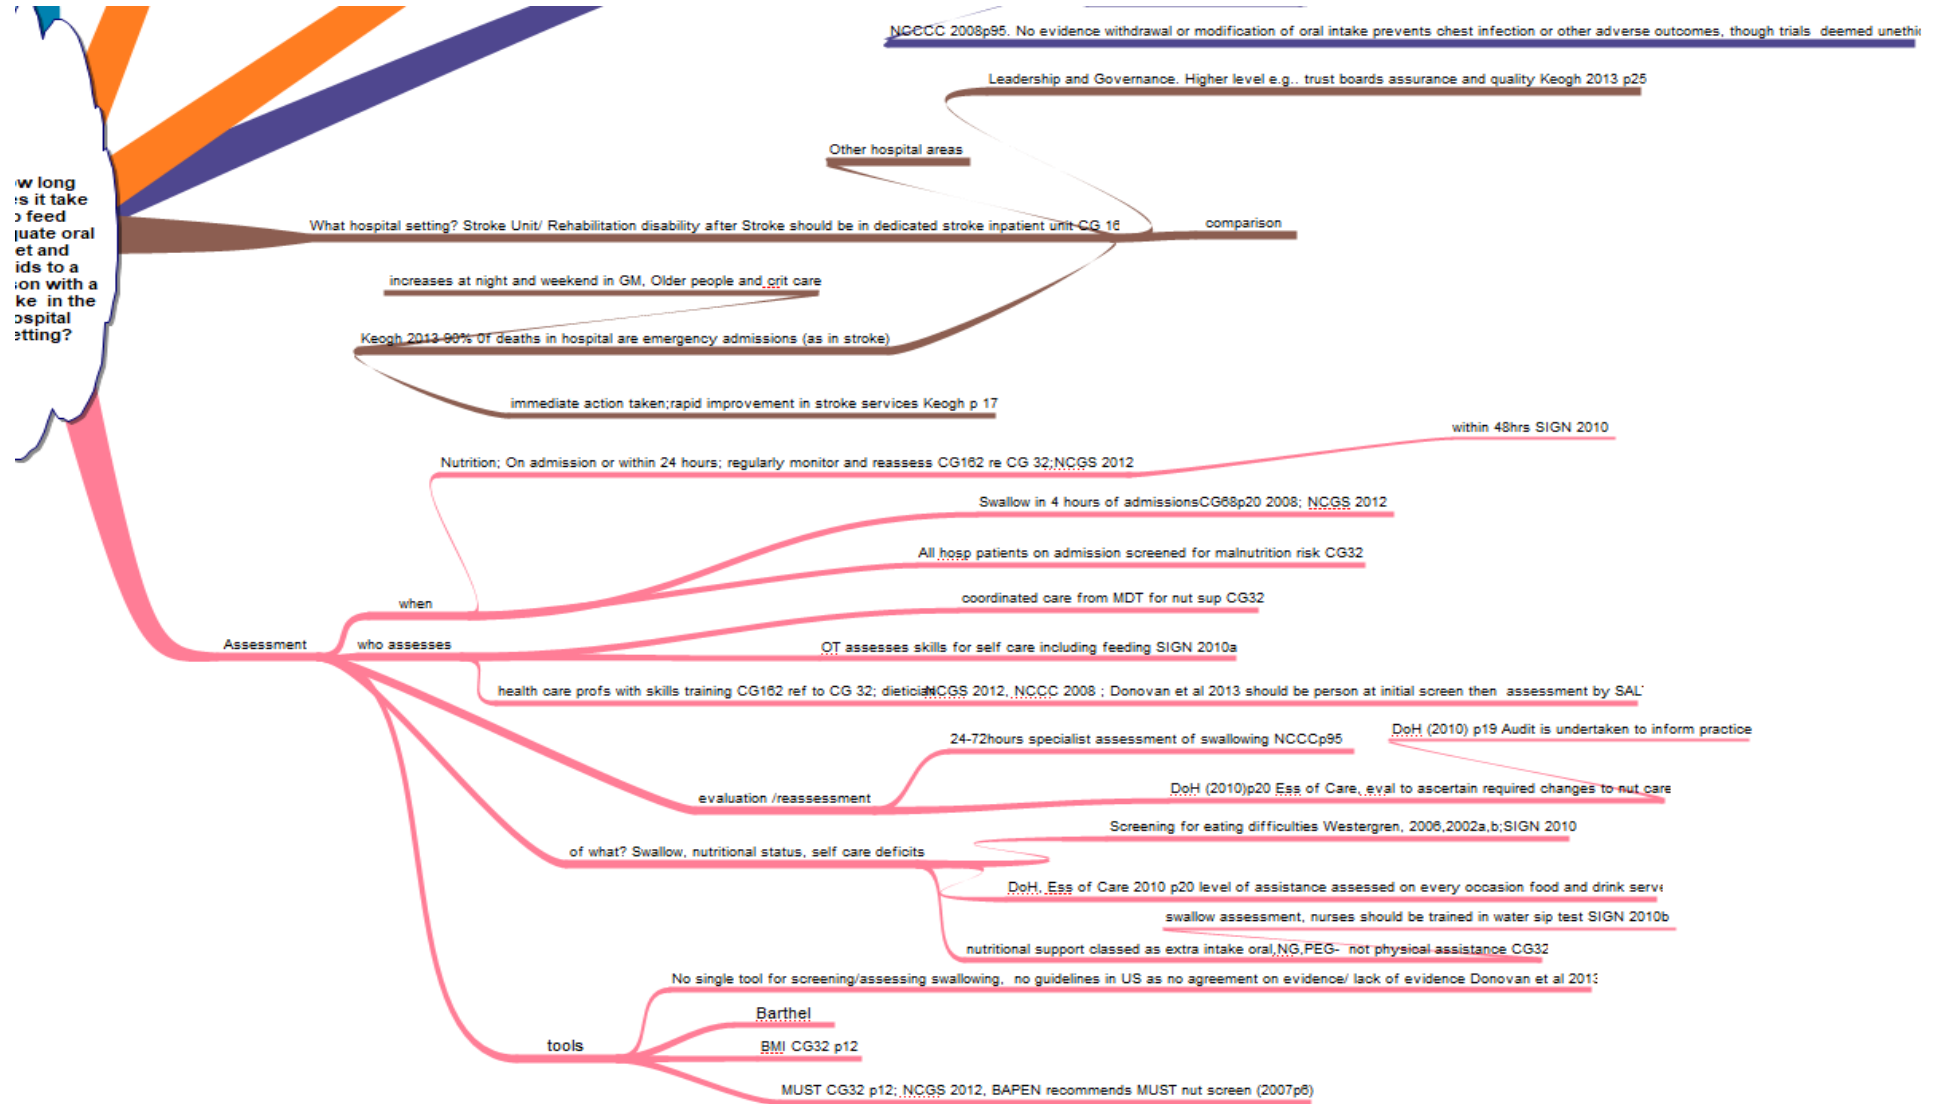 NCCCC 2008p95. No evidence withdrawal or modification of oral intake prevents chest infection or other adverse outcomes, though trials deemed
Leadership and Governance. Higher level e.g.. trust boards assurance and quality Keogh 2013 p25
Other hospital areas
w long
es it take
o feed
quate oral
et and
ids to a
son with a
ke in the
ospital
etting?
What hospital setting? Stroke Unit/ Rehabilitation disability after Stroke should be in dedicated stroke inpatient unit CG 16
comparison
increases at night and weekend in GM, Older people and crit care
Keogh 2013 90% 0f deaths in hospital are emergency admissions (as in stroke)
immediate action taken;rapid improvement in stroke services Keogh p 17
within 48hrs SIGN 2010
Nutrition; On admission or within 24 hours; regularly monitor and reassess CG162 re CG 32;NCGS 2012
Swallow in 4 hours of admissionsCG68p20 2008; NCGS 2012
All hosp patients on admission screened for malnutrition risk CG32
when
coordinated care from MDT for nut sup CG32
Assessment
who assesses
OT assesses skills for self care including feeding SIGN 2010a
health care profs with skills training CG162 ref to CG 32; dietician NCGS 2012, NCCC 2008 ; Donovan et al 2013 should be person at initial screen then assessment by SAL
DoH (2010) p19 Audit is undertaken to inform practice
24-72hours specialist assessment of swallowing NCCCp95
evaluation /reassessment
DoH (2010)p20 Ess of Care, eval to ascertain required changes to nut care
Screening for eating difficulties Westergren, 2006,2002a,b;SIGN 2010
of what? Swallow, nutritional status, self care deficits
DoH, Ess of Care 2010 p20 level of assistance assessed on every occasion food and drink serve
swallow assessment, nurses should be trained in water sip test SIGN 2010b
nutritional support classed as extra intake oral,NG,PEG- not physical assistance CG32
No single tool for screening/assessing swallowing, no guidelines in US as no agreement on evidence/ lack of evidence Donovan et al 2013
Barthel
tools
BMI CG32 p12
MUST CG32 p12; NCGS 2012, BAPEN recommends MUST nut screen (2007p6)